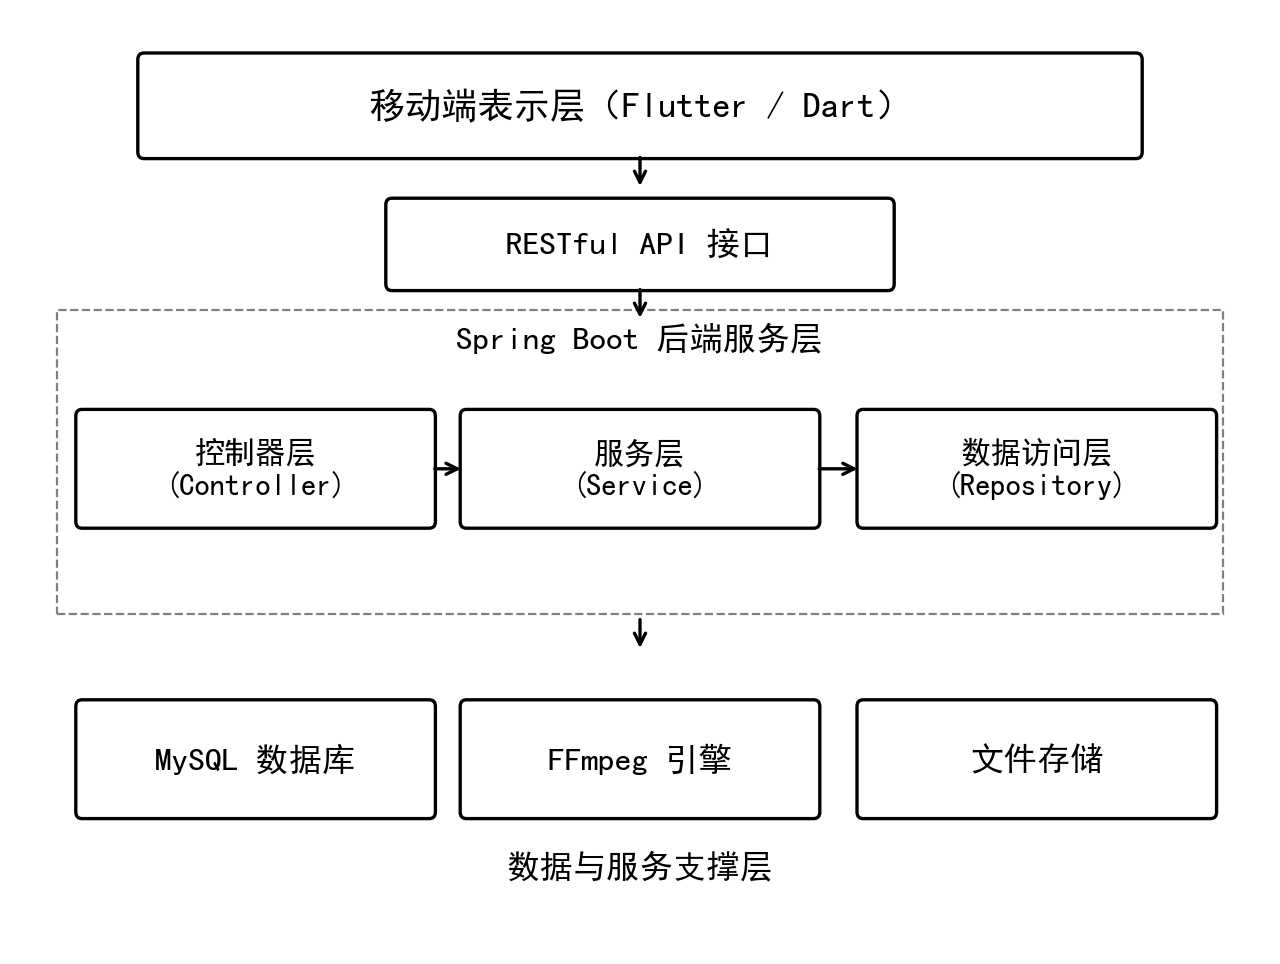 移动端表示层（Flutter / Dart）
RESTful API 接口
Spring Boot 后端服务层
控制器层
(Controller)
服务层
(Service)
数据访问层
(Repository)
MySQL 数据库
FFmpeg 引擎
文件存储
数据与服务支撑层